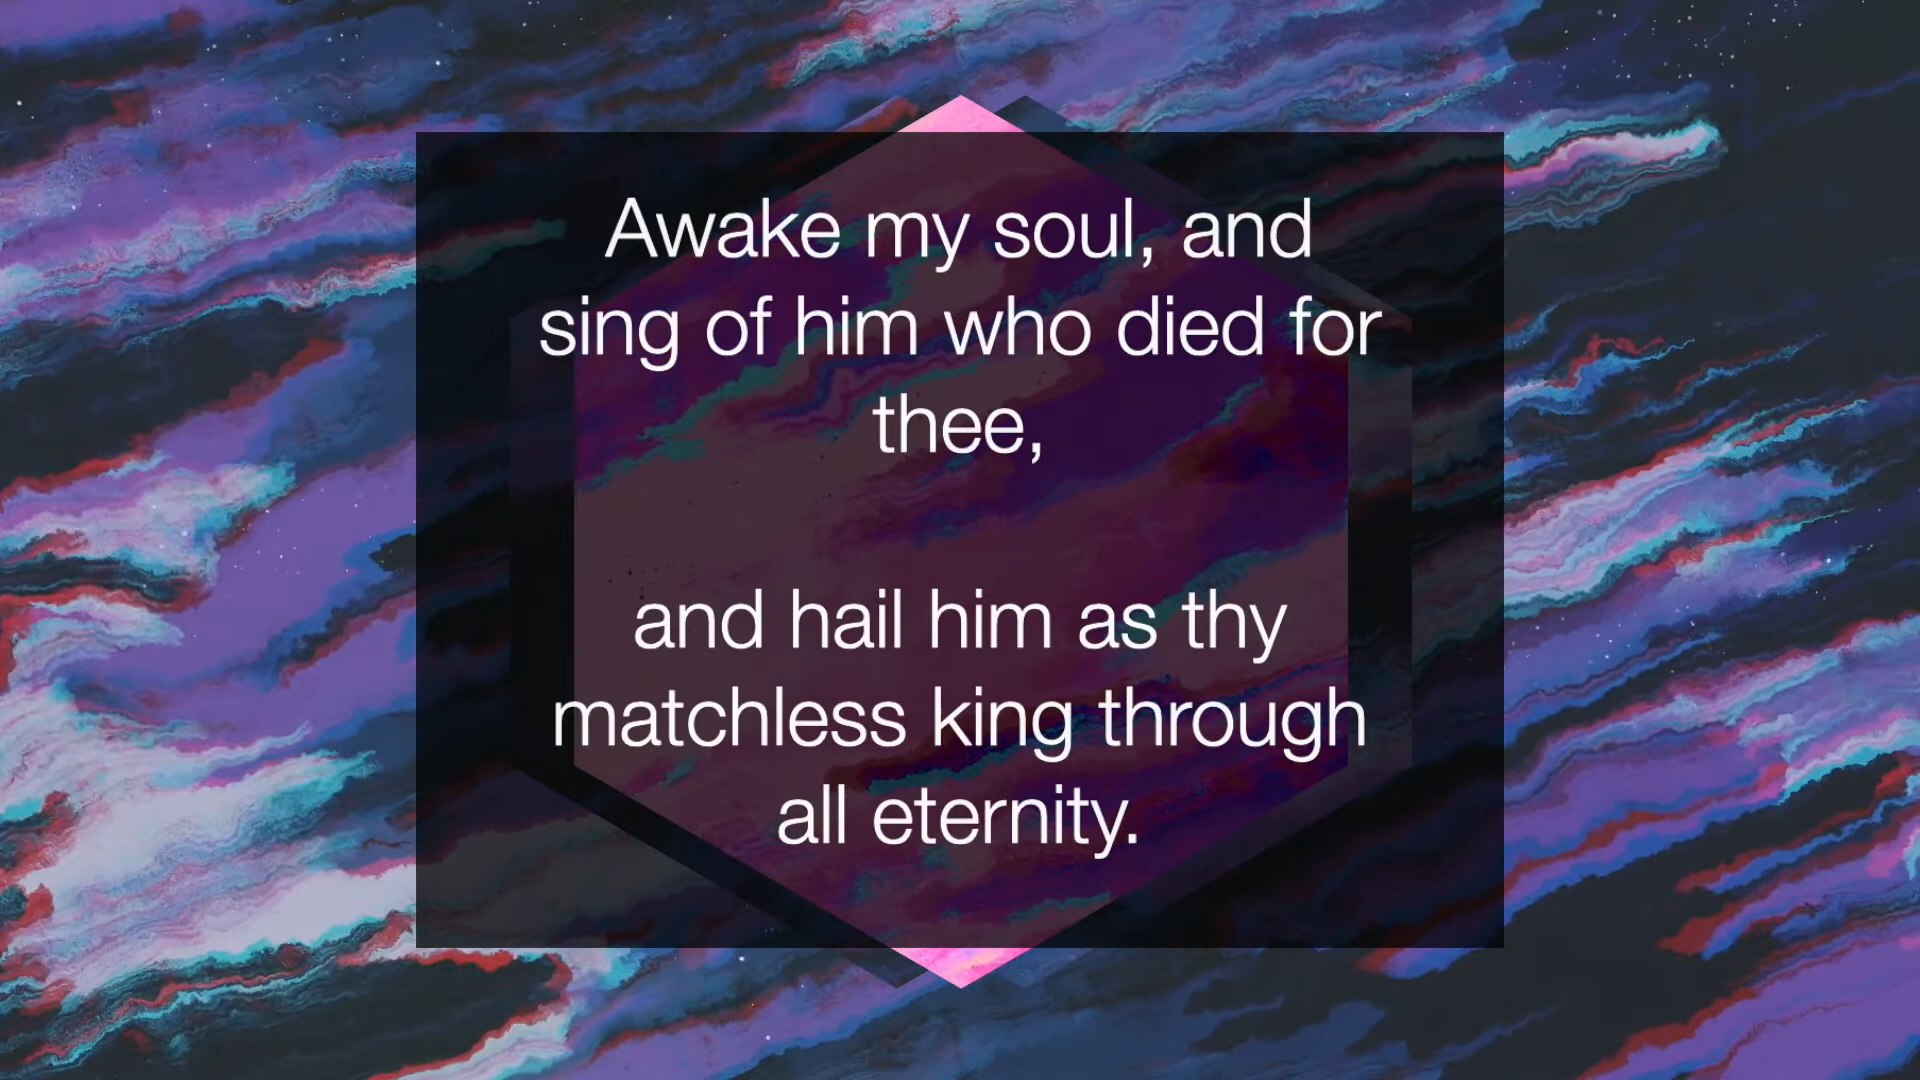 Awake my soul, and
sing of him who died for
thee,
and hail him as thy
matchless king through
all eternity.